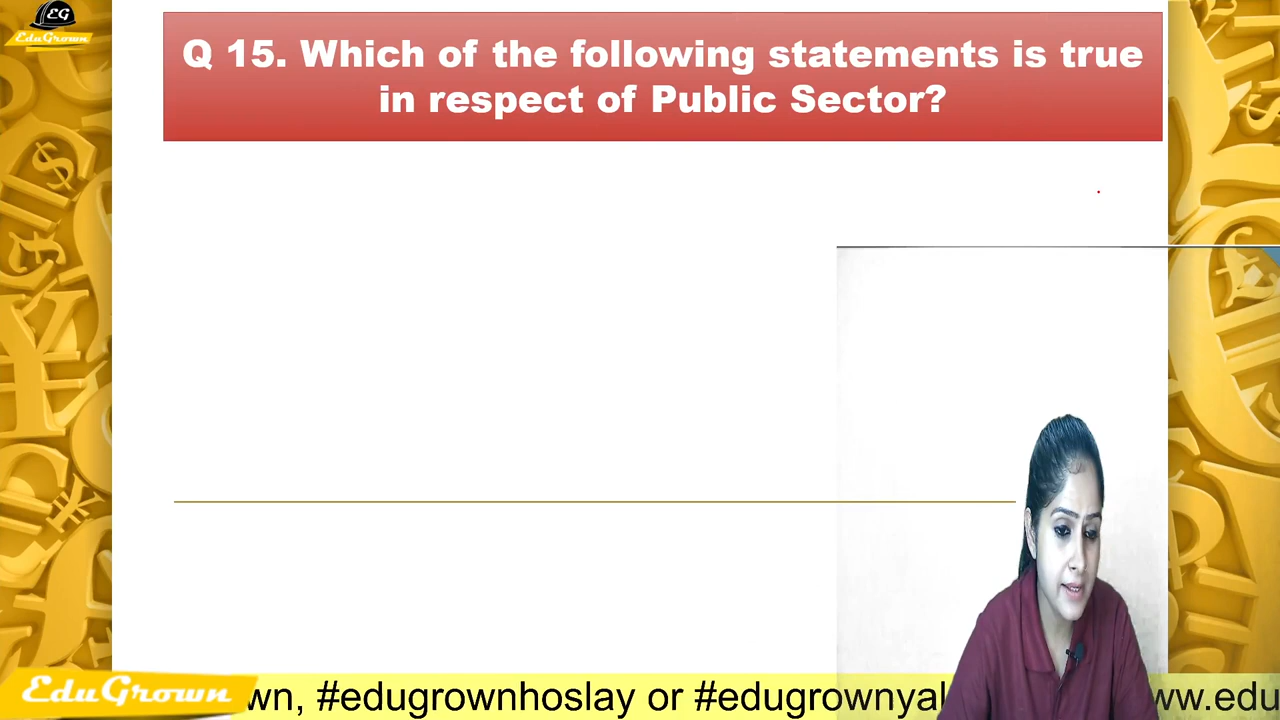 EG
EduGrown
Q 15. Which of the following statements is true
in respect of Public Sector?
EduGrown
wn, #edugrownhoslay or #edugrownyal
ww.edu